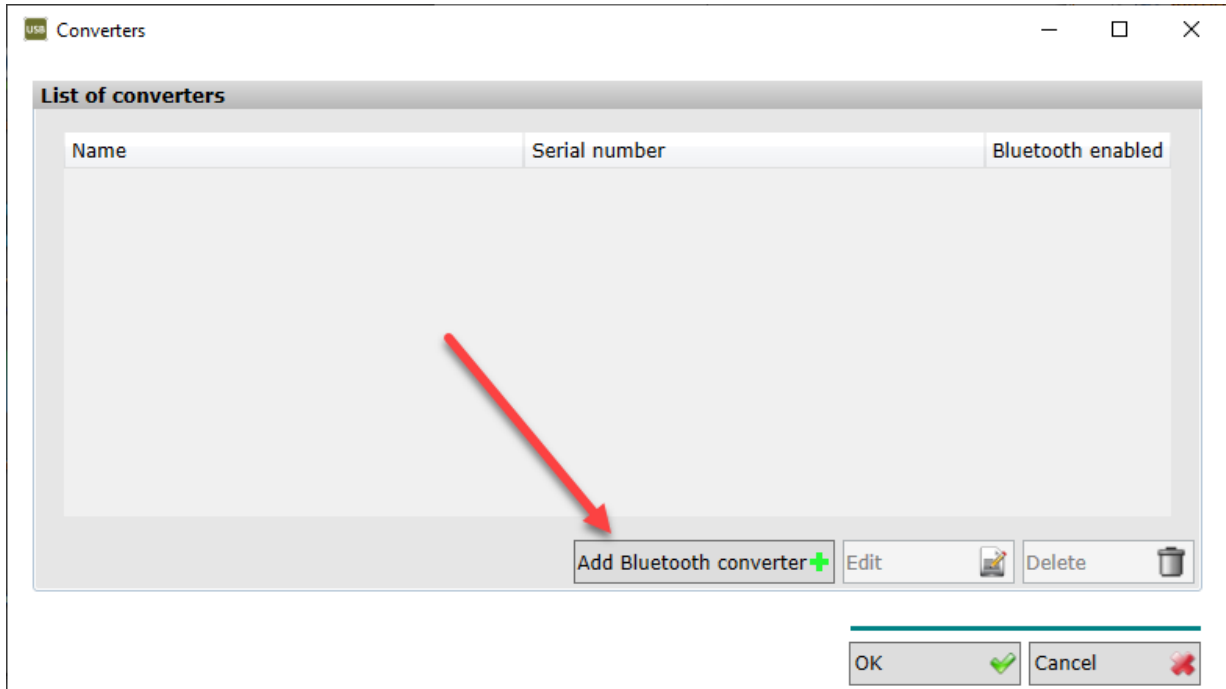 USB Converters
List of converters
Name Serial number Bluetooth enabled
Add Bluetooth converter Edit Delete
OK Cancel